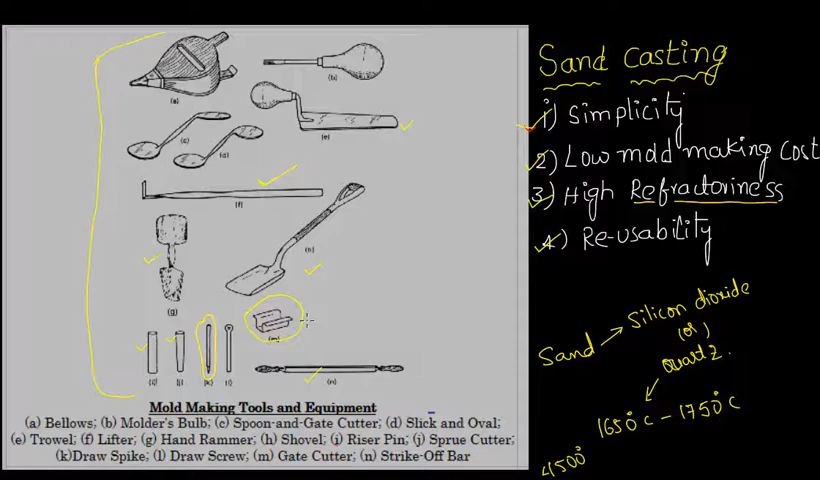 (a)
(b)
(c)
(d)
(e)
(f)
(g)
(h)
(i)
(j)
(k)
(l)
(m)
(n)
Mold Making Tools and Equipment
(a) Bellows; (b) Molder's Bulb; (c) Spoon-and-Gate Cutter; (d) Slick and Oval;
(e) Trowel; (f) Lifter; (g) Hand Rammer; (h) Shovel; (i) Riser Pin; (j) Sprue Cutter;
(k)Draw Spike; (l) Draw Screw; (m) Gate Cutter; (n) Strike-Off Bar
Sand Casting
1) Simplicity
2) Low mold making Cost
3) High Refractoriness
4) Re-usability
Sand → Silicon dioxide
(or)
quartz.
1650°C - 1750°C
1500°